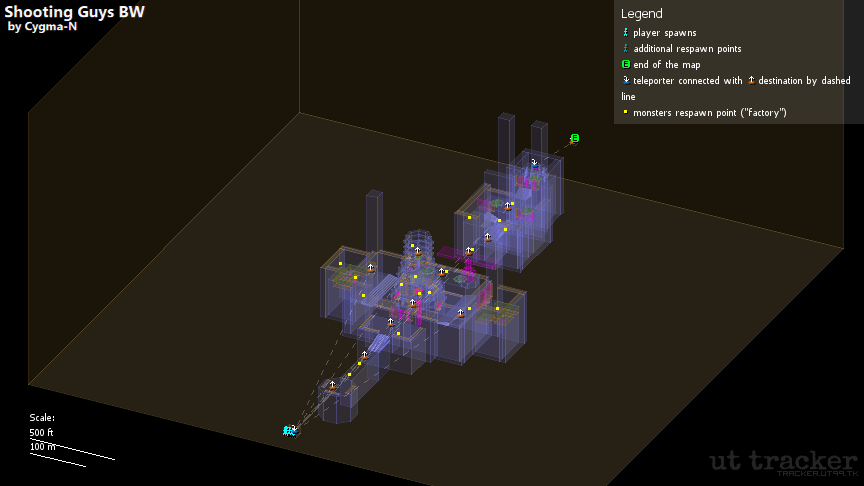 Shooting Guys BW
by Cygma-N
Legend
player spawns
additional respawn points
E end of the map
teleporter connected with destination by dashed
line
monsters respawn point ("factory")
E
Scale:
500 ft
100 m
ut tracker
TRACKER.UT99.TK